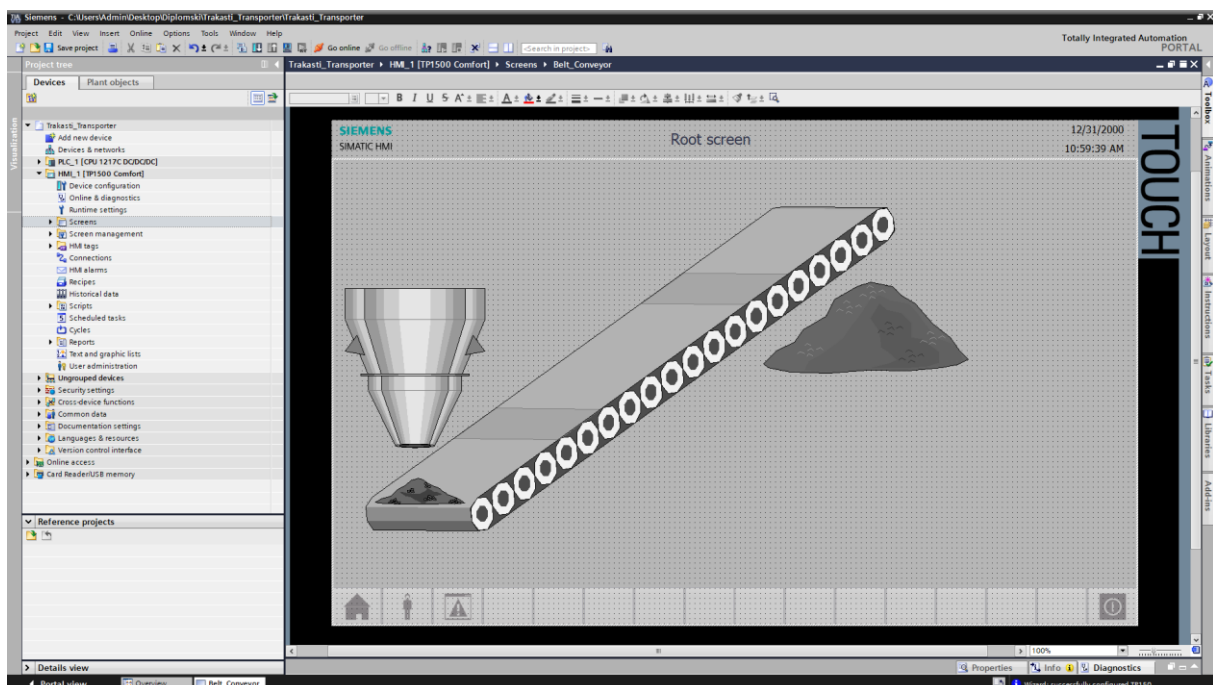 Siemens - C:\Users\Admin\Desktop\Diplomski\Trakasti_Transporter\Trakasti_Transporter
Project Edit View Insert Online Options Tools Window Help
Totally Integrated Automation
PORTAL
Save project Go online Go offline <Search in project>
Project tree
Trakasti_Transporter HMI_1 [TP1500 Comfort] Screens Belt_Conveyor
Devices Plant objects
B I U S A
Visualization
Trakasti_Transporter
Add new device
Devices & networks
PLC_1 [CPU 1217C DC/DC/DC]
HMI_1 [TP1500 Comfort]
Device configuration
Online & diagnostics
Runtime settings
Screens
Screen management
HMI tags
Connections
HMI alarms
Recipes
Historical data
Scripts
Scheduled tasks
Cycles
Reports
Text and graphic lists
User administration
Ungrouped devices
Security settings
Cross-device functions
Common data
Documentation settings
Languages & resources
Version control interface
Online access
Card Reader/USB memory
Reference projects
Details view
SIEMENS
SIMATIC HMI
Root screen
12/31/2000
10:59:39 AM
TOUCH
Toolbox
Animations
Layout
Instructions
Tasks
Libraries
Add-ins
100%
Properties Info Diagnostics
Portal view Overview Belt_Conveyor
Wizard: successfully configured TP150